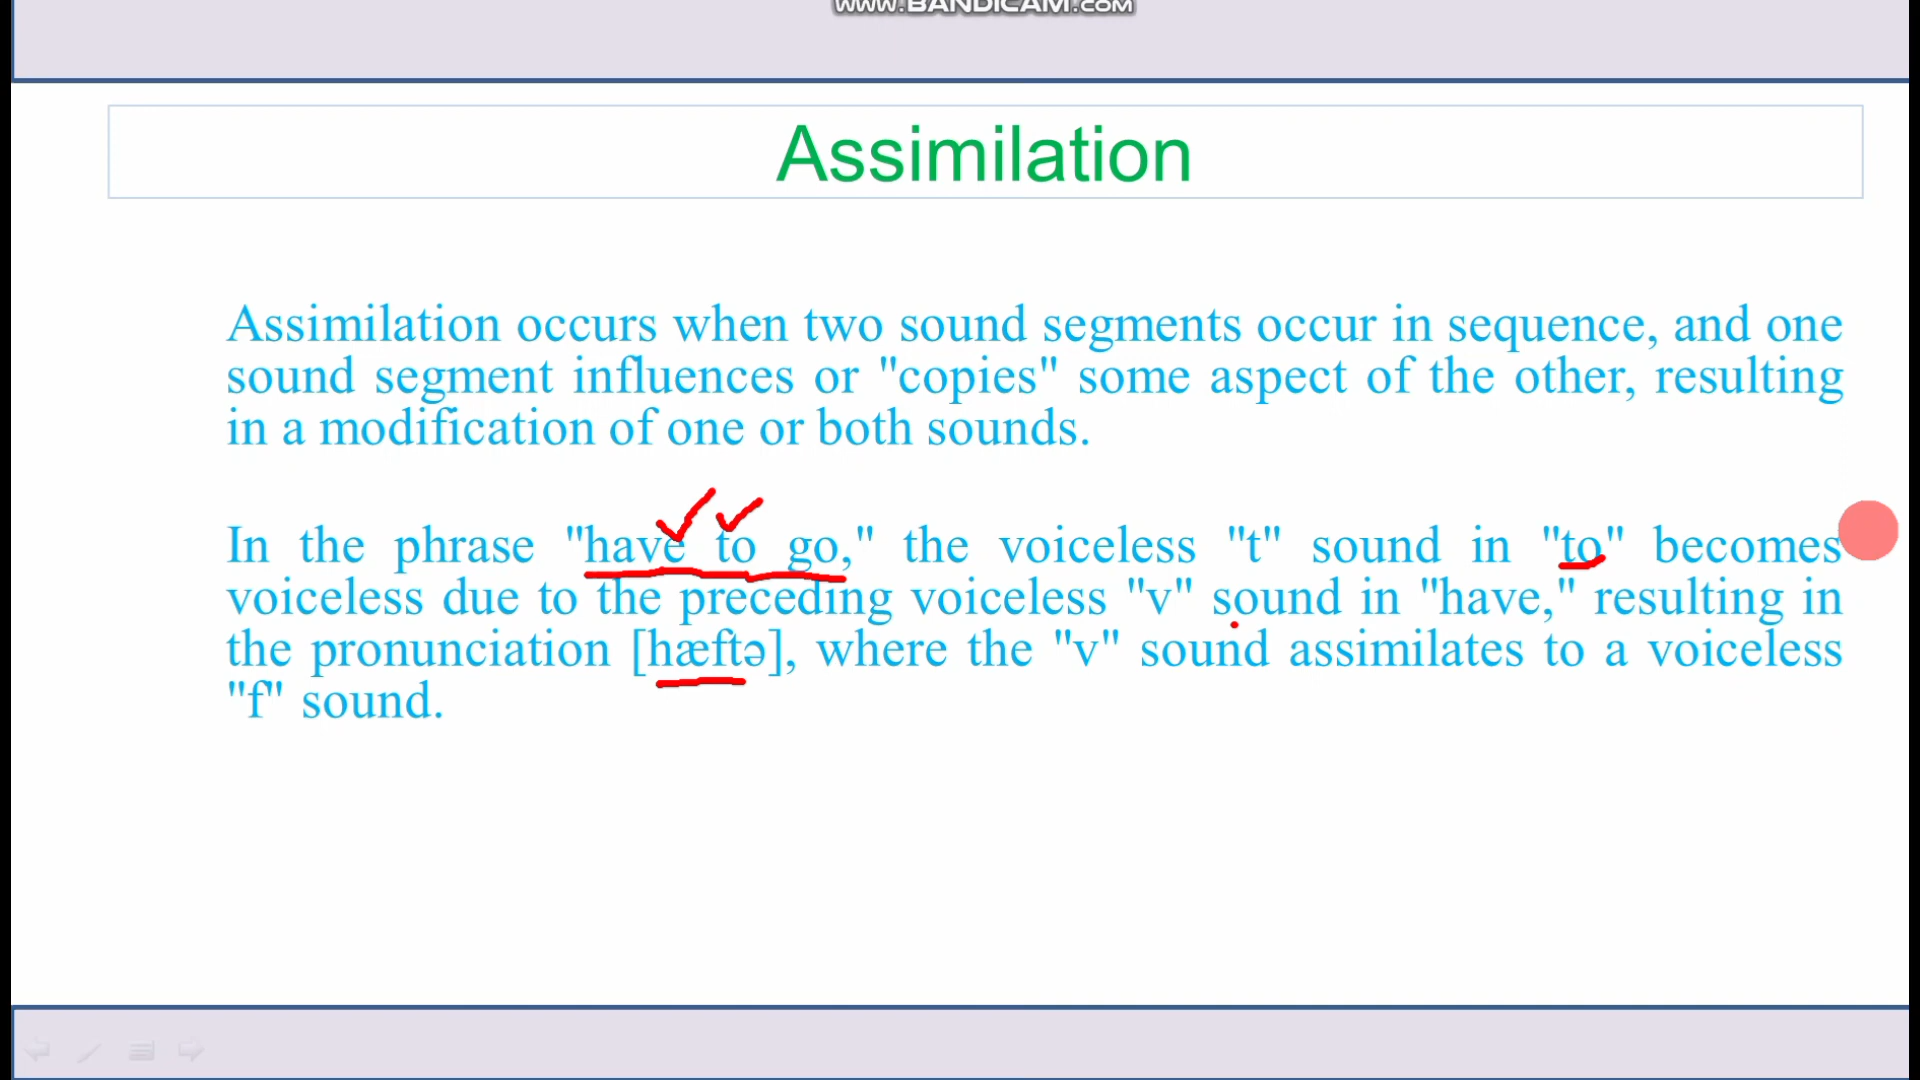 WWW.BANDICAM.COM
Assimilation
Assimilation occurs when two sound segments occur in sequence, and one
sound segment influences or "copies" some aspect of the other, resulting
in a modification of one or both sounds.
In the phrase "have to go," the voiceless "t" sound in "to" becomes
voiceless due to the preceding voiceless "v" sound in "have," resulting in
the pronunciation [hæftə], where the "v" sound assimilates to a voiceless
"f" sound.